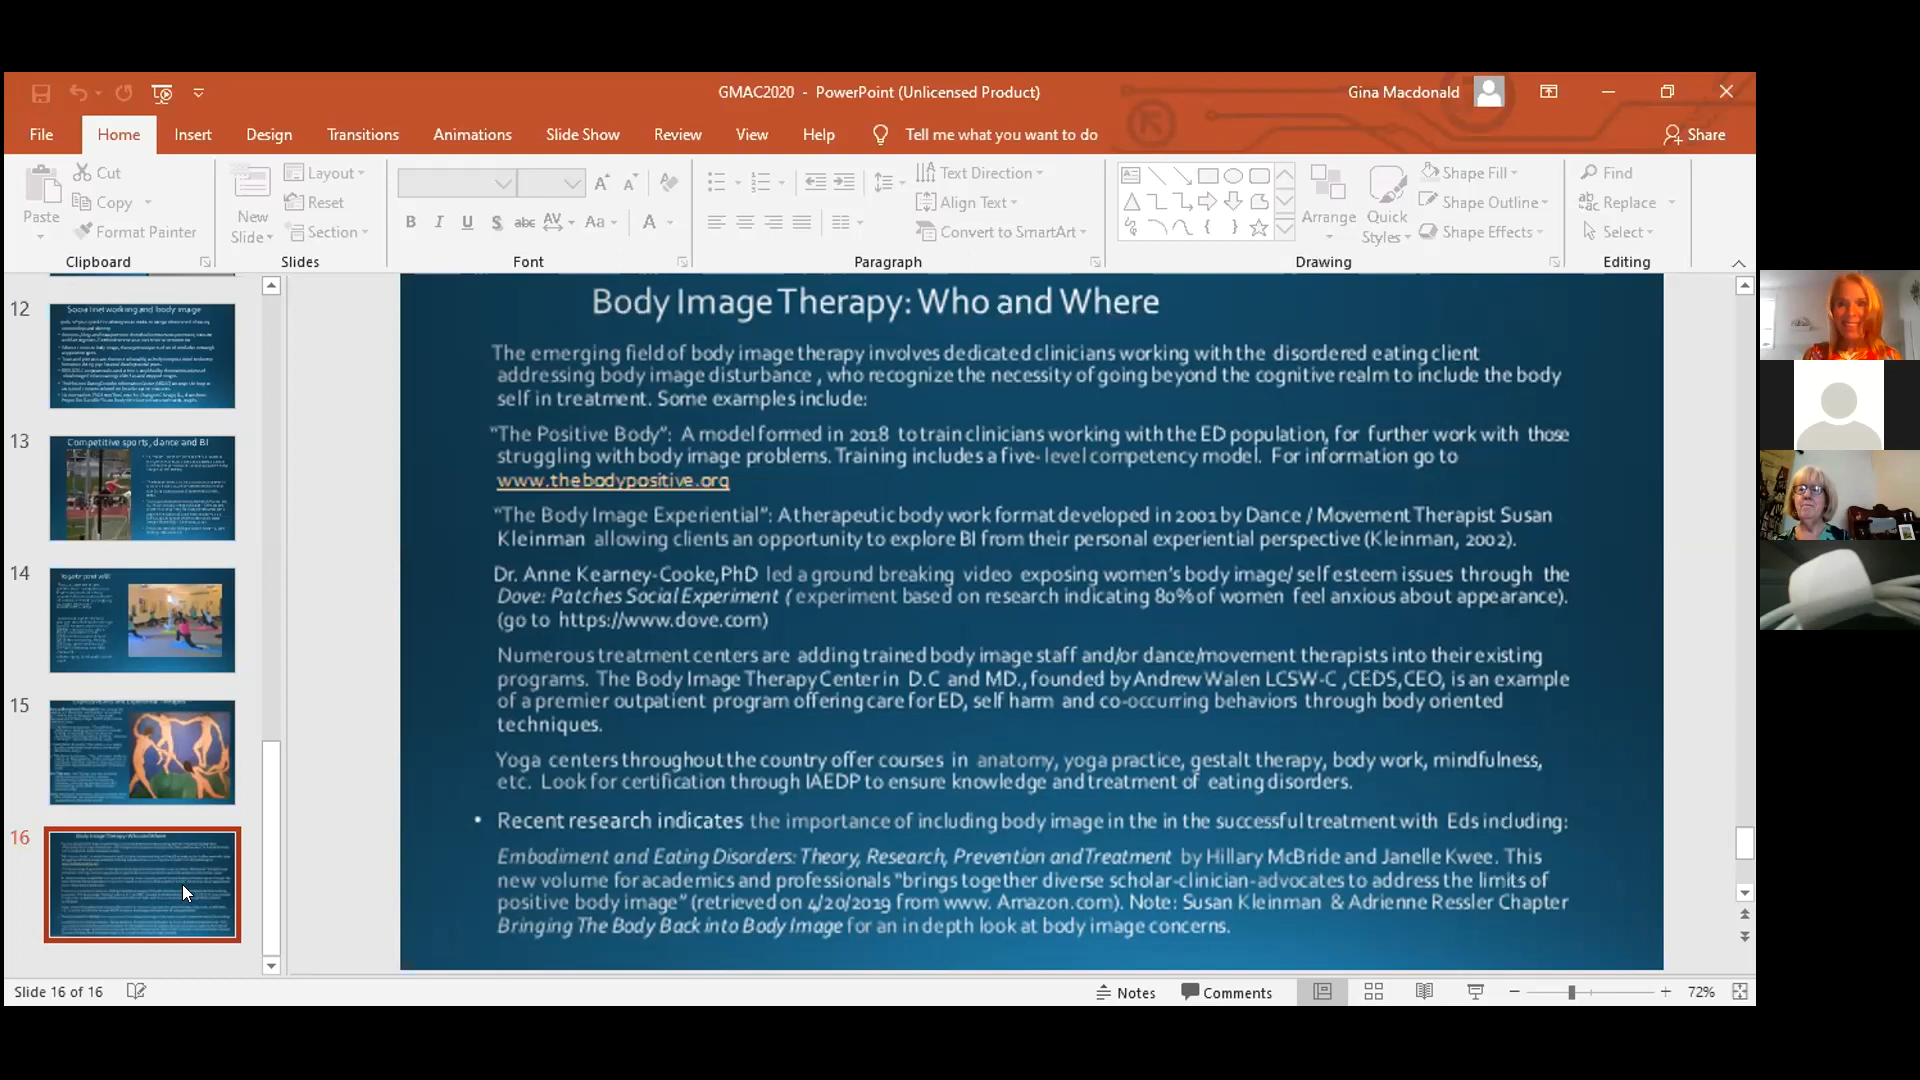 GMAC2020 - PowerPoint (Unlicensed Product)
Gina Macdonald
File Home Insert Design Transitions Animations Slide Show Review View Help Tell me what you want to do Share
Paste
Cut
Copy
Format Painter
Clipboard
New Slide
Layout
Reset
Section
Slides
B I U S abc AV Aa A
Font
Text Direction
Align Text
Convert to SmartArt
Paragraph
Arrange
Quick Styles
Shape Fill
Shape Outline
Shape Effects
Drawing
Find
Replace
Select
Editing
12
Social networking and body image
13
Competitive sports, dance and BI
14
15
16
Body Image Therapy: Who and Where
Body Image Therapy: Who and Where
The emerging field of body image therapy involves dedicated clinicians working with the disordered eating client
addressing body image disturbance , who recognize the necessity of going beyond the cognitive realm to include the body
self in treatment. Some examples include:
"The Positive Body": A model formed in 2018 to train clinicians working with the ED population, for further work with those
struggling with body image problems. Training includes a five- level competency model. For information go to
www.thebodypositive.org
"The Body Image Experiential": A therapeutic body work format developed in 2001 by Dance / Movement Therapist Susan
Kleinman allowing clients an opportunity to explore BI from their personal experiential perspective (Kleinman, 2002).
Dr. Anne Kearney-Cooke,PhD led a ground breaking video exposing women's body image/ self esteem issues through the
Dove: Patches Social Experiment ( experiment based on research indicating 80% of women feel anxious about appearance).
(go to https://www.dove.com)
Numerous treatment centers are adding trained body image staff and/or dance/movement therapists into their existing
programs. The Body Image Therapy Center in D.C and MD., founded by Andrew Walen LCSW-C ,CEDS,CEO, is an example
of a premier outpatient program offering care for ED, self harm and co-occurring behaviors through body oriented
techniques.
Yoga centers throughout the country offer courses in anatomy, yoga practice, gestalt therapy, body work, mindfulness,
etc. Look for certification through IAEDP to ensure knowledge and treatment of eating disorders.
• Recent research indicates the importance of including body image in the in the successful treatment with Eds including:
Embodiment and Eating Disorders: Theory, Research, Prevention and Treatment by Hillary McBride and Janelle Kwee. This
new volume for academics and professionals "brings together diverse scholar-clinician-advocates to address the limits of
positive body image" (retrieved on 4/20/2019 from www. Amazon.com). Note: Susan Kleinman & Adrienne Ressler Chapter
Bringing The Body Back into Body Image for an in depth look at body image concerns.
Slide 16 of 16
Notes
Comments
72%